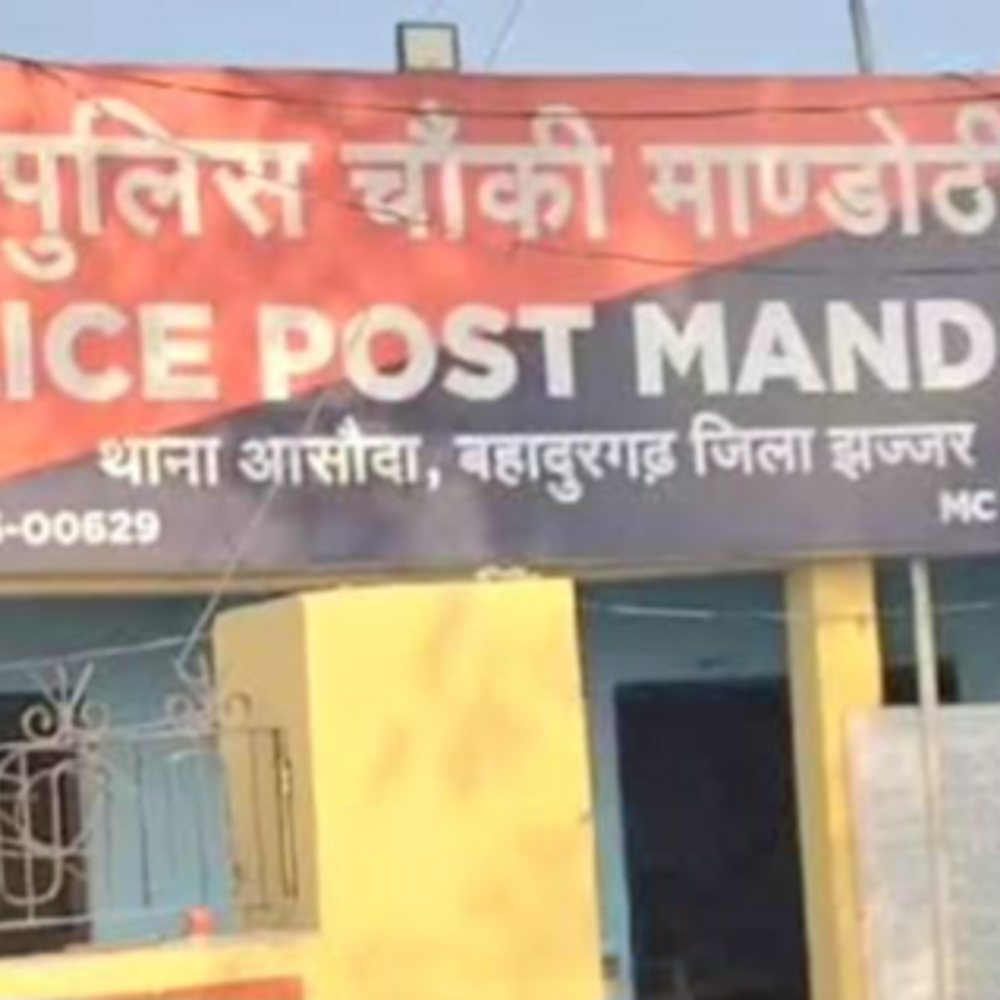 पुलिस चौंकी माण्डोठी
ICE POST MAND
थाना आसौदा, बहादुरगढ़ जिला झज्जर
-00629
MC